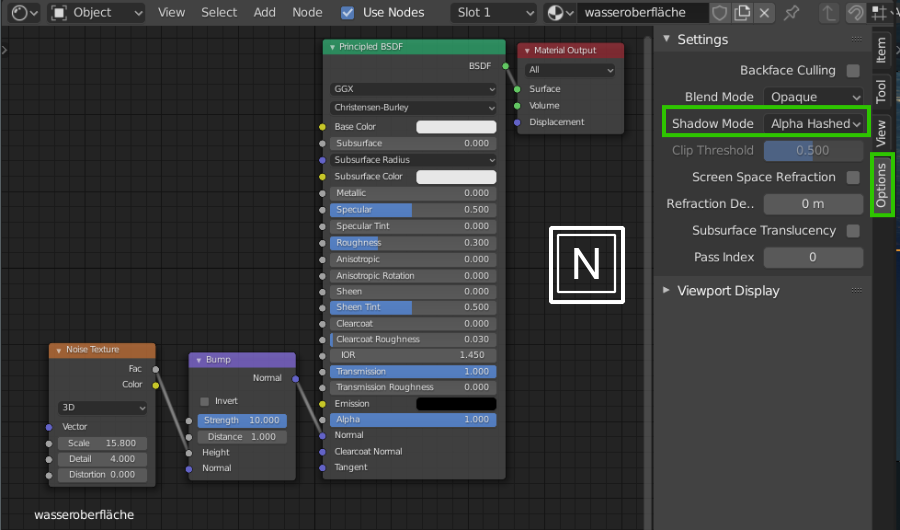 Object View Select Add Node Use Nodes Slot 1 wasseroberfläche
Principled BSDF
BSDF
GGX
Christensen-Burley
Base Color
Subsurface 0.000
Subsurface Radius
Subsurface Color
Metallic 0.000
Specular 0.500
Specular Tint 0.000
Roughness 0.300
Anisotropic 0.000
Anisotropic Rotation 0.000
Sheen 0.000
Sheen Tint 0.500
Clearcoat 0.000
Clearcoat Roughness 0.030
IOR 1.450
Transmission 1.000
Transmission Roughness 0.000
Emission
Alpha 1.000
Normal
Clearcoat Normal
Tangent
Material Output
All
Surface
Volume
Displacement
Noise Texture
Fac
Color
3D
Vector
Scale 15.800
Detail 4.000
Distortion 0.000
Bump
Normal
Invert
Strength 10.000
Distance 1.000
Height
Normal
N
wasseroberfläche
Settings
Backface Culling
Blend Mode Opaque
Shadow Mode Alpha Hashed
Clip Threshold 0.500
Screen Space Refraction
Refraction De.. 0 m
Subsurface Translucency
Pass Index 0
Viewport Display
Item
Tool
View
Options